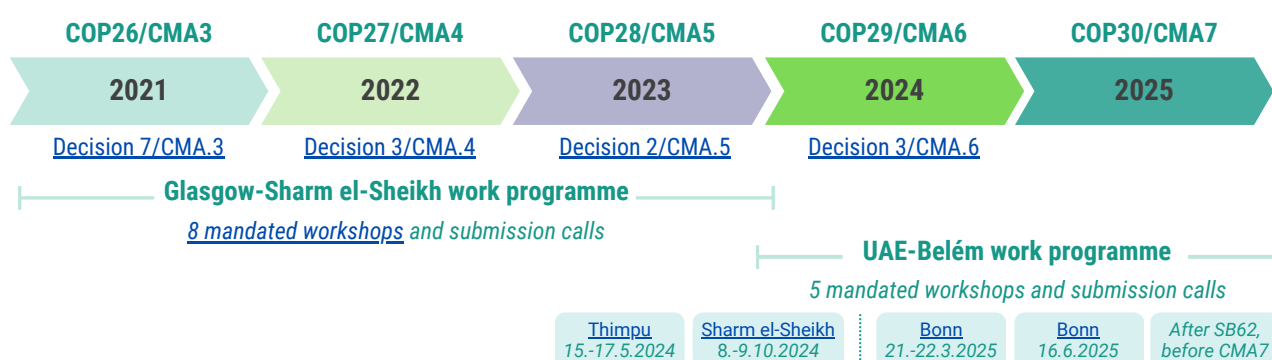 COP26/CMA3 COP27/CMA4 COP28/CMA5 COP29/CMA6 COP30/CMA7
2021 2022 2023 2024 2025
Decision 7/CMA.3 Decision 3/CMA.4 Decision 2/CMA.5 Decision 3/CMA.6
Glasgow-Sharm el-Sheikh work programme
8 mandated workshops and submission calls
UAE-Belém work programme
5 mandated workshops and submission calls
Thimpu Sharm el-Sheikh Bonn Bonn After SB62,
15.-17.5.2024 8.-9.10.2024 21.-22.3.2025 16.6.2025 before CMA7